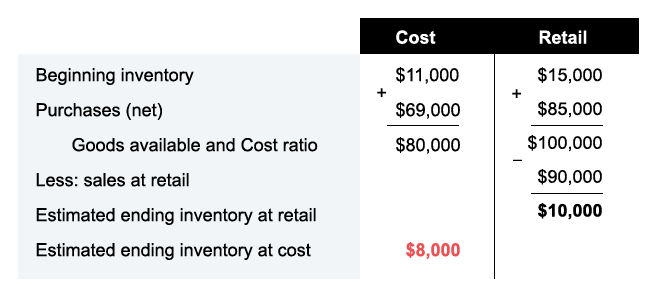 Cost Retail
Beginning inventory $11,000 $15,000
+ +
Purchases (net) $69,000 $85,000
Goods available and Cost ratio $80,000 $100,000
–
Less: sales at retail $90,000
Estimated ending inventory at retail $10,000
Estimated ending inventory at cost $8,000